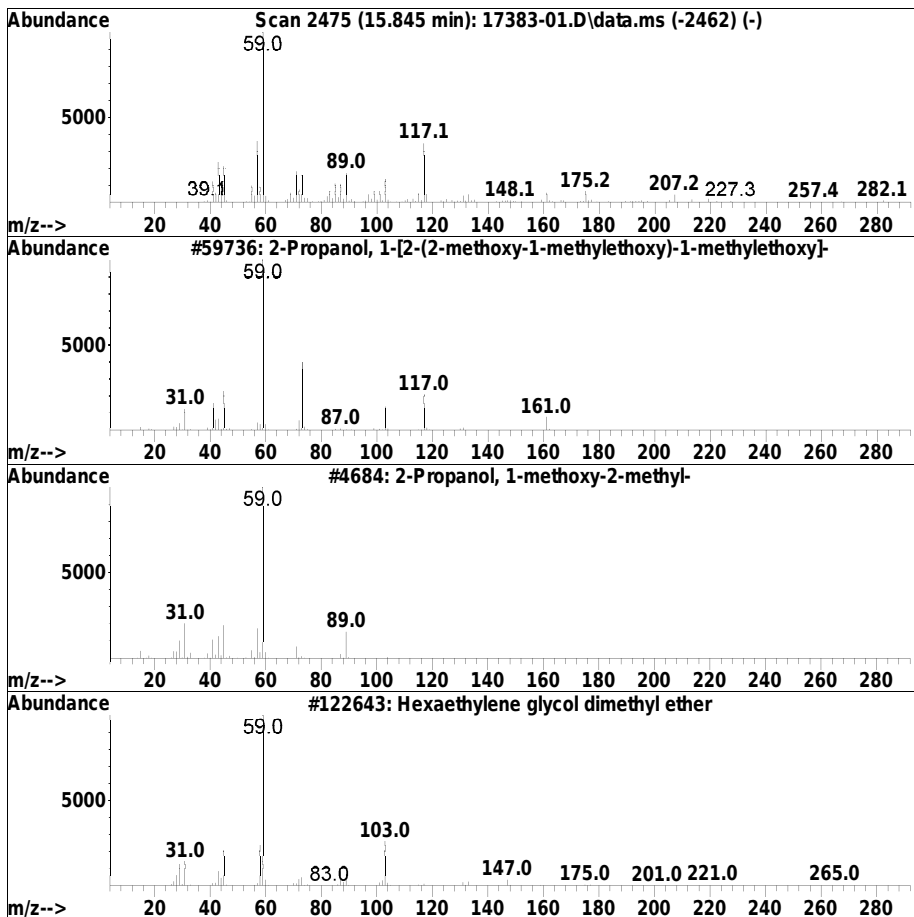 Abundance Scan 2475 (15.845 min): 17383-01.D\data.ms (-2462) (-)
59.0
5000
117.1
89.0
39.1 148.1 175.2 207.2 227.3 257.4 282.1
m/z--> 20 40 60 80 100 120 140 160 180 200 220 240 260 280
Abundance #59736: 2-Propanol, 1-[2-(2-methoxy-1-methylethoxy)-1-methylethoxy]-
59.0
5000
31.0 117.0
87.0 161.0
m/z--> 20 40 60 80 100 120 140 160 180 200 220 240 260 280
Abundance #4684: 2-Propanol, 1-methoxy-2-methyl-
59.0
5000
31.0 89.0
m/z--> 20 40 60 80 100 120 140 160 180 200 220 240 260 280
Abundance #122643: Hexaethylene glycol dimethyl ether
59.0
5000
103.0
31.0
83.0 147.0 175.0 201.0 221.0 265.0
m/z--> 20 40 60 80 100 120 140 160 180 200 220 240 260 280